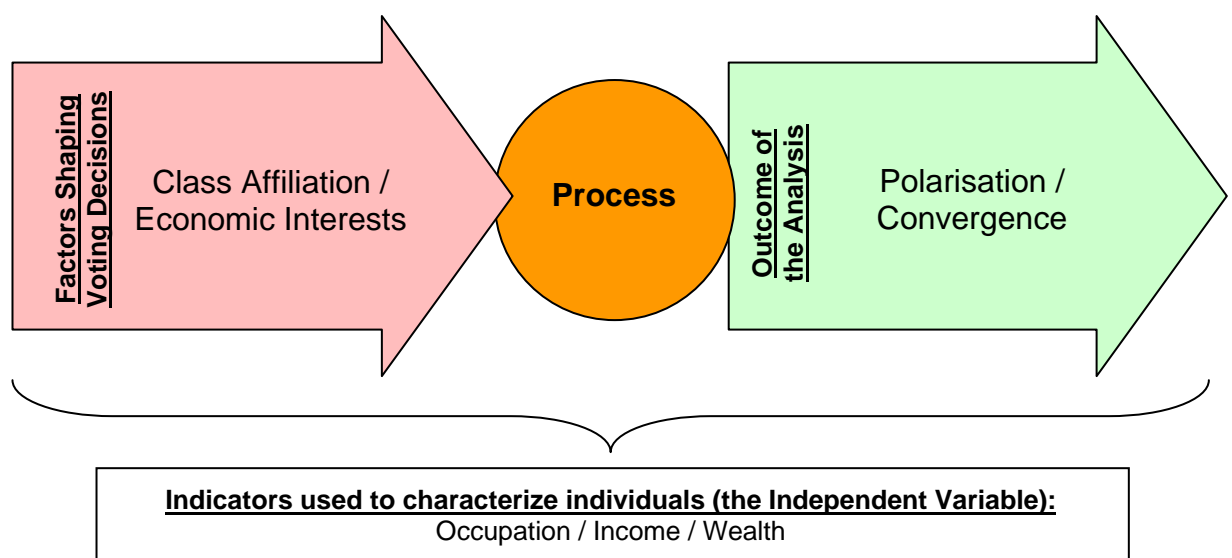 Factors Shaping
Voting Decisions
Class Affiliation /
Economic Interests
Process
Outcome of
the Analysis
Polarisation /
Convergence
Indicators used to characterize individuals (the Independent Variable):
Occupation / Income / Wealth